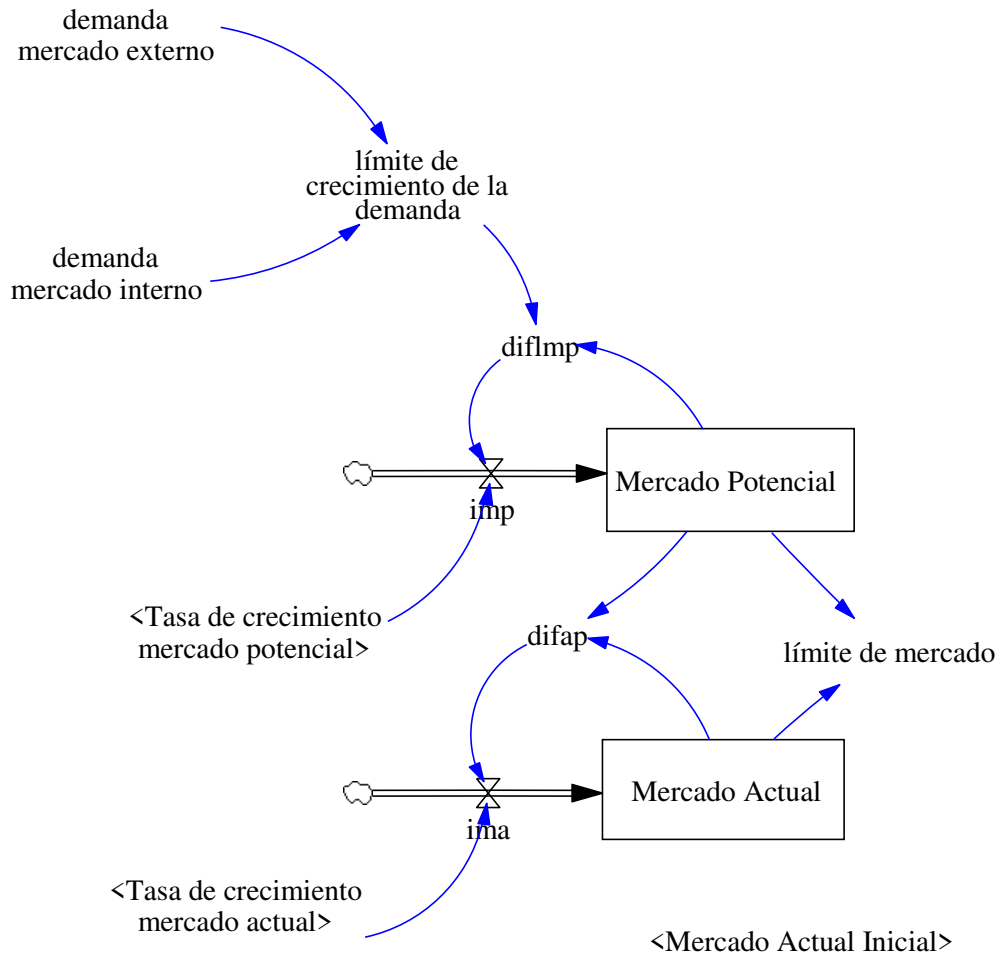 demanda
mercado externo
límite de
crecimiento de la
demanda
demanda
mercado interno
diflmp
Mercado Potencial
imp
<Tasa de crecimiento
mercado potencial>
difap
límite de mercado
Mercado Actual
ima
<Tasa de crecimiento
mercado actual>
<Mercado Actual Inicial>